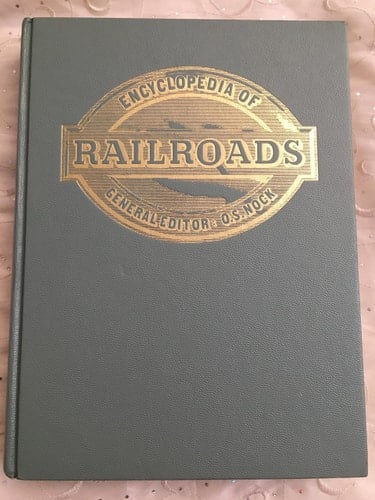 ENCYCLOPEDIA OF
RAILROADS
GENERAL EDITOR: O.S. NOCK